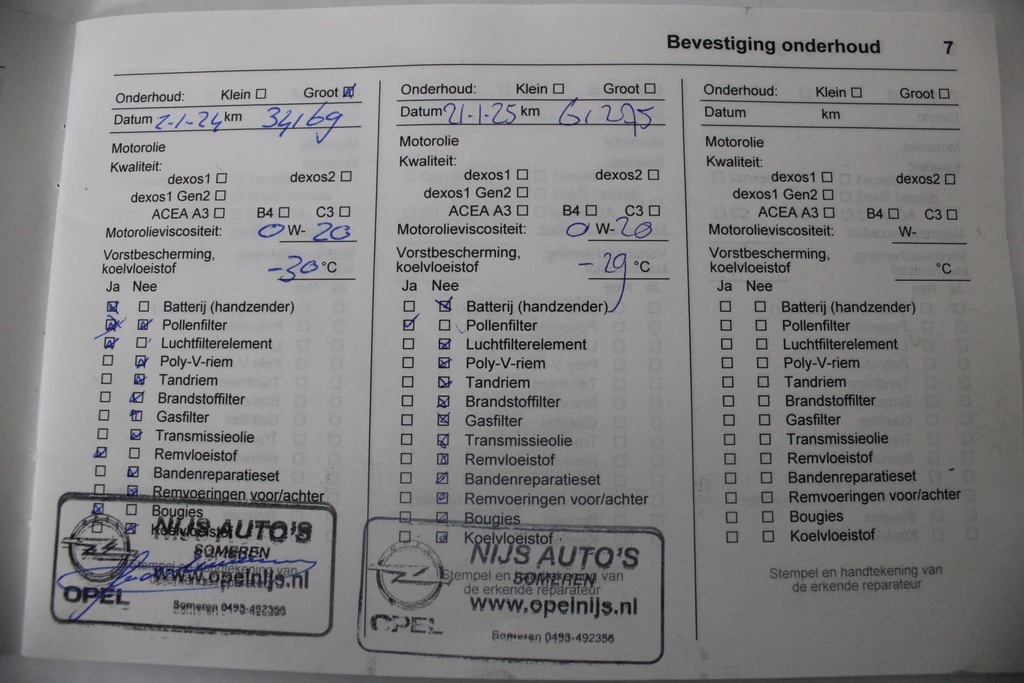 Bevestiging onderhoud 7
Onderhoud: Klein ☐ Groot ☒
Datum 2-1-24 km 34169
Motorolie
Kwaliteit:
dexos1 ☐ dexos2 ☐
dexos1 Gen2 ☐
ACEA A3 ☐ B4 ☐ C3 ☐
Motorolieviscositeit: 0 W- 20
Vorstbescherming,
koelvloeistof -30 °C
Ja Nee
☒ ☐ Batterij (handzender)
☒ ☒ Pollenfilter
☒ ☐ Luchtfilterelement
☐ ☒ Poly-V-riem
☐ ☒ Tandriem
☐ ☒ Brandstoffilter
☐ ☒ Gasfilter
☐ ☒ Transmissieolie
☒ ☐ Remvloeistof
☐ ☒ Bandenreparatieset
☐ ☒ Remvoeringen voor/achter
☒ ☐ Bougies
☐ ☒ Koelvloeistof
NIJS AUTO'S
SOMEREN
www.opelnijs.nl
OPEL
Someren 0493-492356
Onderhoud: Klein ☐ Groot ☐
Datum 21-1-25 km 61275
Motorolie
Kwaliteit:
dexos1 ☐ dexos2 ☐
dexos1 Gen2 ☐
ACEA A3 ☐ B4 ☐ C3 ☐
Motorolieviscositeit: 0 W- 20
Vorstbescherming,
koelvloeistof -29 °C
Ja Nee
☐ ☒ Batterij (handzender)
☒ ☐ Pollenfilter
☐ ☒ Luchtfilterelement
☐ ☒ Poly-V-riem
☐ ☒ Tandriem
☐ ☒ Brandstoffilter
☐ ☒ Gasfilter
☐ ☒ Transmissieolie
☐ ☒ Remvloeistof
☐ ☒ Bandenreparatieset
☐ ☒ Remvoeringen voor/achter
☐ ☒ Bougies
☐ ☒ Koelvloeistof
NIJS AUTO'S
Stempel en handtekening van
SOMEREN
de erkende reparateur
www.opelnijs.nl
OPEL
Someren 0493-492356
Onderhoud: Klein ☐ Groot ☐
Datum km
Motorolie
Kwaliteit:
dexos1 ☐ dexos2 ☐
dexos1 Gen2 ☐
ACEA A3 ☐ B4 ☐ C3 ☐
Motorolieviscositeit: W-
Vorstbescherming,
koelvloeistof °C
Ja Nee
☐ ☐ Batterij (handzender)
☐ ☐ Pollenfilter
☐ ☐ Luchtfilterelement
☐ ☐ Poly-V-riem
☐ ☐ Tandriem
☐ ☐ Brandstoffilter
☐ ☐ Gasfilter
☐ ☐ Transmissieolie
☐ ☐ Remvloeistof
☐ ☐ Bandenreparatieset
☐ ☐ Remvoeringen voor/achter
☐ ☐ Bougies
☐ ☐ Koelvloeistof
Stempel en handtekening van
de erkende reparateur